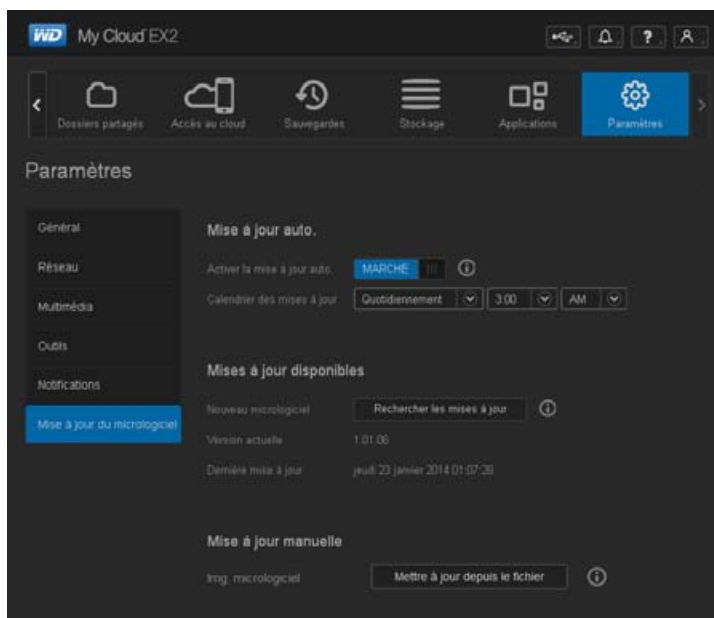 WD My Cloud EX2
?
Dossiers partagés
Accès au cloud
Sauvegardes
Stockage
Applications
Paramètres
Paramètres
Général
Réseau
Multimédia
Outils
Notifications
Mise à jour du micrologiciel
Mise à jour auto.
Activer la mise à jour auto.
MARCHE
Calendrier des mises à jour
Quotidiennement
3:00
AM
Mises à jour disponibles
Nouveau micrologiciel
Rechercher les mises à jour
Version actuelle
1.01.06
Dernière mise à jour
jeudi 23 janvier 2014 01:07:28
Mise à jour manuelle
Img. micrologiciel
Mettre à jour depuis le fichier